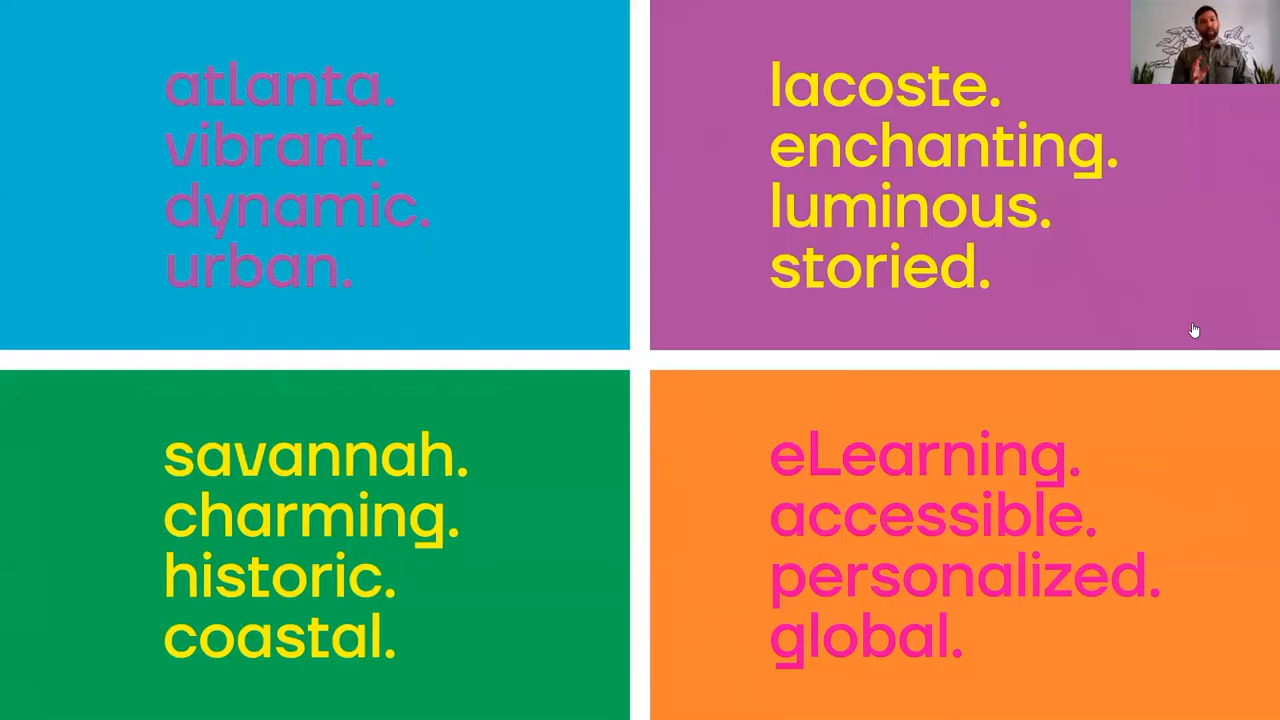 atlanta.
vibrant.
dynamic.
urban.
lacoste.
enchanting.
luminous.
storied.
savannah.
charming.
historic.
coastal.
eLearning.
accessible.
personalized.
global.